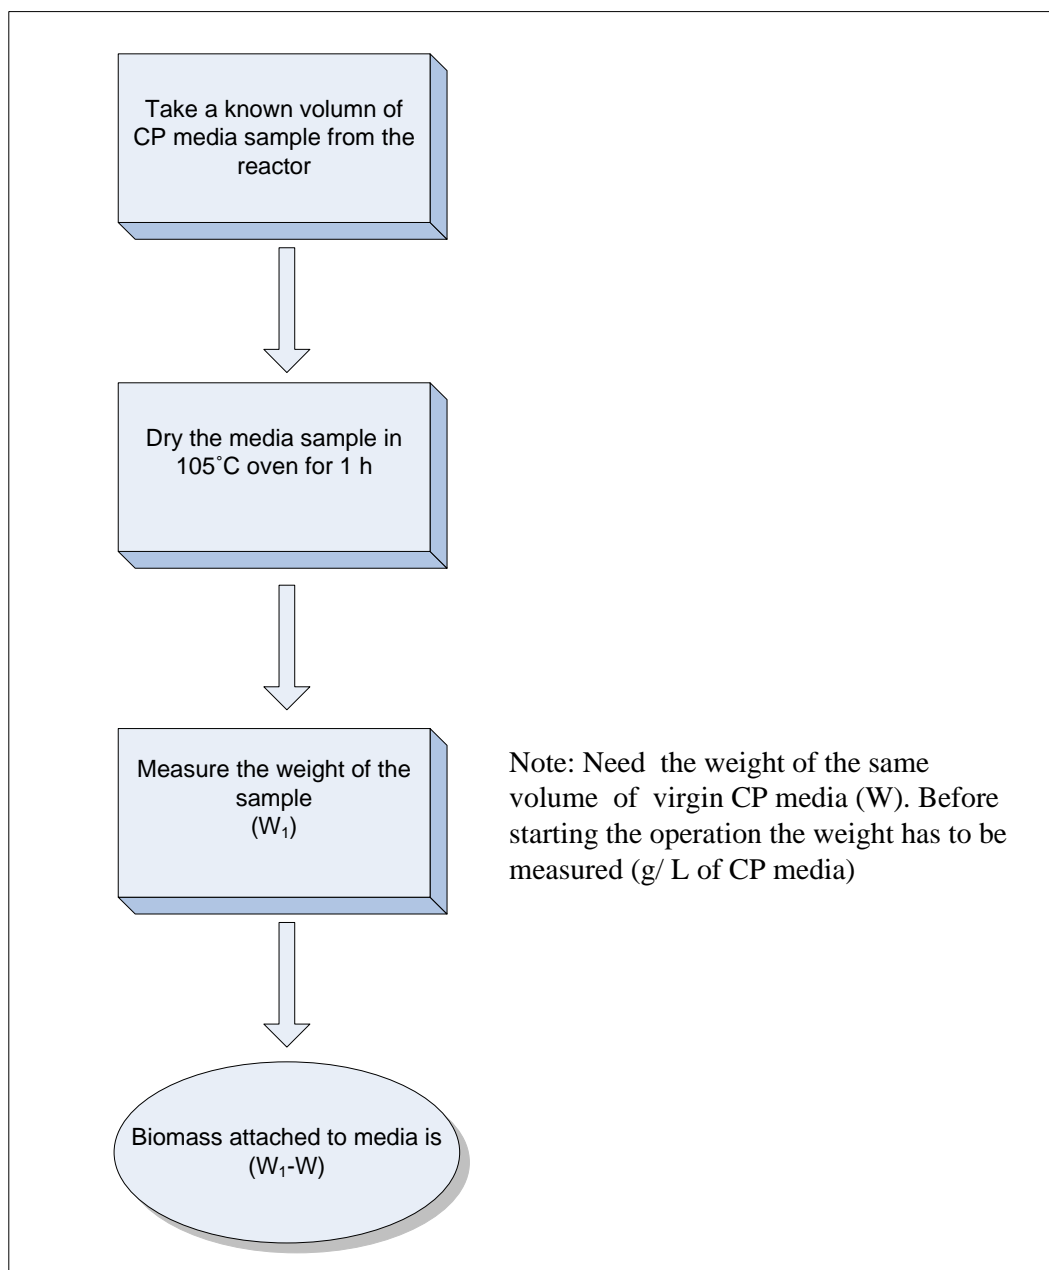 Take a known volumn of
CP media sample from the
reactor
Dry the media sample in
105˚C oven for 1 h
Measure the weight of the
sample
(W₁)
Note: Need the weight of the same
volume of virgin CP media (W). Before
starting the operation the weight has to be
measured (g/ L of CP media)
Biomass attached to media is
(W₁-W)